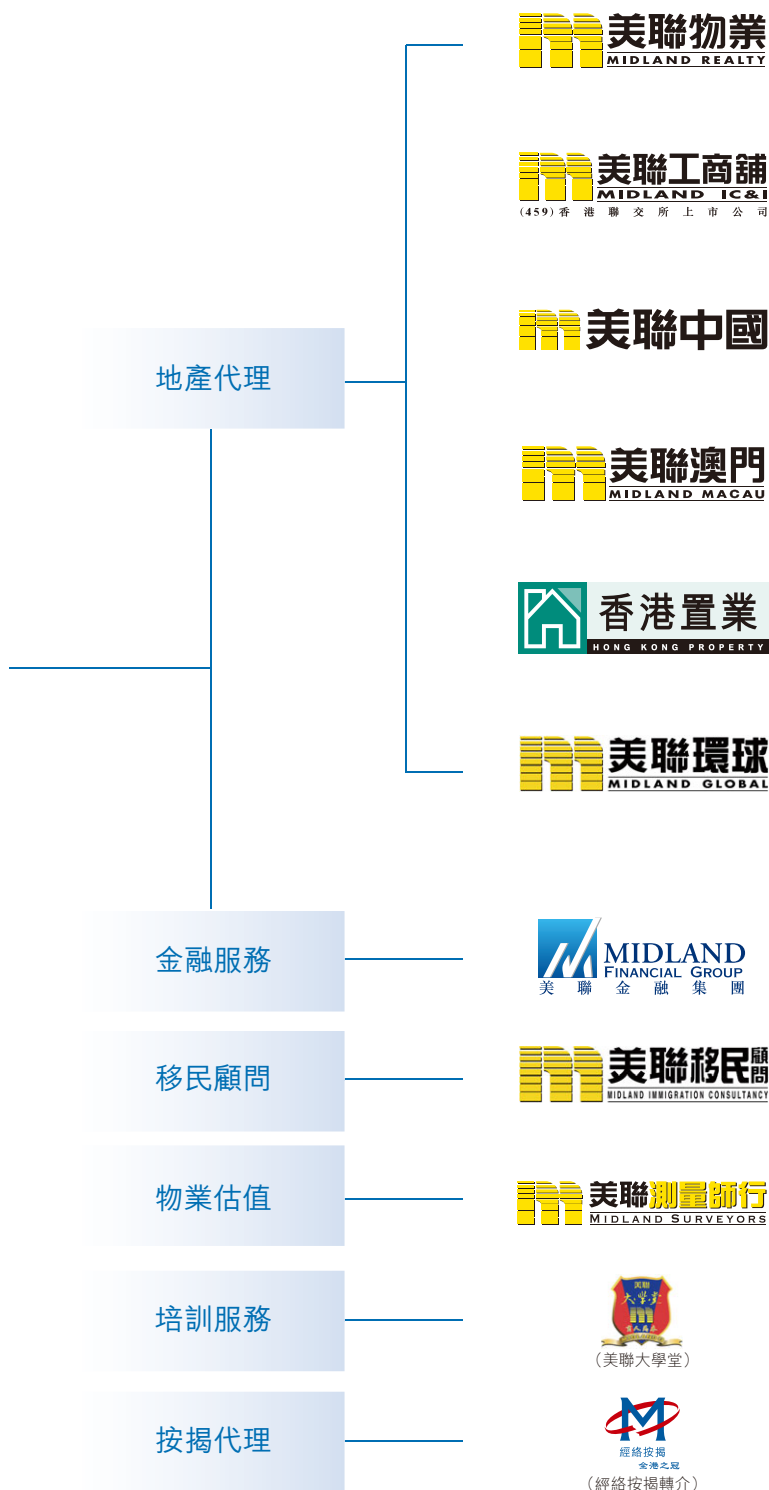 地產代理
美聯物業
MIDLAND REALTY
美聯工商舖
MIDLAND IC&I
(459)香港聯交所上市公司
美聯中國
美聯澳門
MIDLAND MACAU
香港置業
HONG KONG PROPERTY
美聯環球
MIDLAND GLOBAL
金融服務
MIDLAND
FINANCIAL GROUP
美聯金融集團
移民顧問
美聯移民顧問
MIDLAND IMMIGRATION CONSULTANCY
物業估值
美聯測量師行
MIDLAND SURVEYORS
培訓服務
美聯
大學堂
（美聯大學堂）
按揭代理
經絡按揭
全港之冠
（經絡按揭轉介）